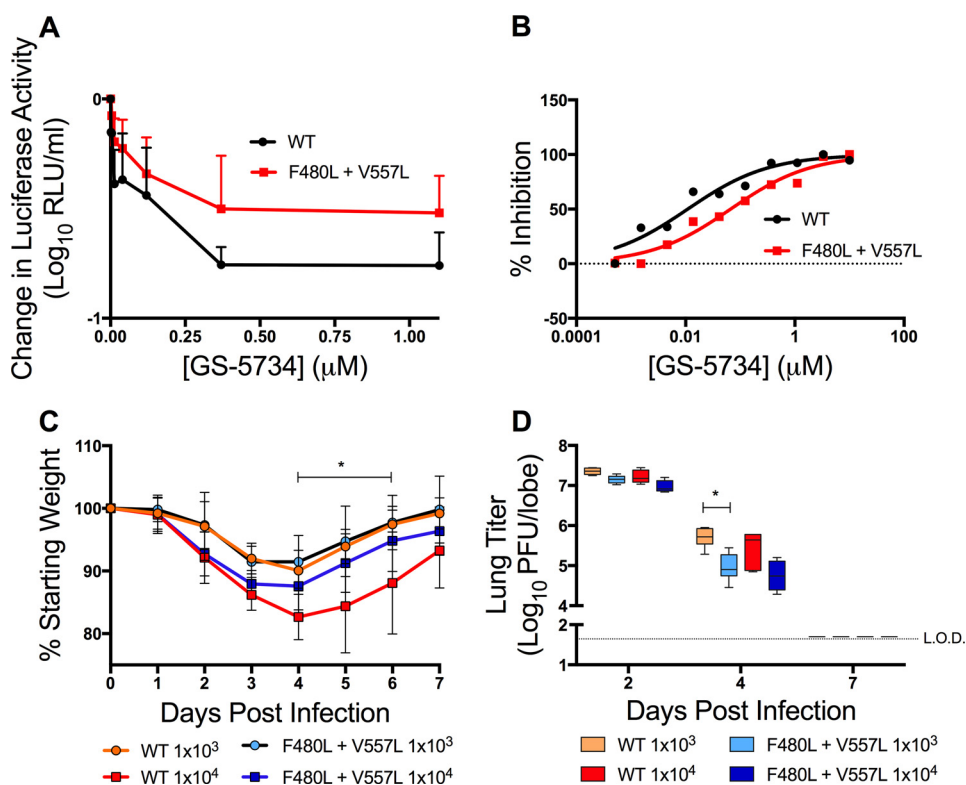 A
Change in Luciferase Activity
(Log10 RLU/ml)
0
-1
0.00 0.25 0.50 0.75 1.00
[GS-5734] (μM)
WT
F480L + V557L
B
% Inhibition
150
100
50
0
-50
0.0001 0.01 1 100
[GS-5734] (μM)
WT
F480L + V557L
C
% Starting Weight
110
100
90
80
*
0 1 2 3 4 5 6 7
Days Post Infection
WT 1x10³ F480L + V557L 1x10³
WT 1x10⁴ F480L + V557L 1x10⁴
D
Lung Titer
(Log10 PFU/lobe)
8
7
6
5
4
2
1
*
L.O.D.
2 4 7
Days Post Infection
WT 1x10³ F480L + V557L 1x10³
WT 1x10⁴ F480L + V557L 1x10⁴